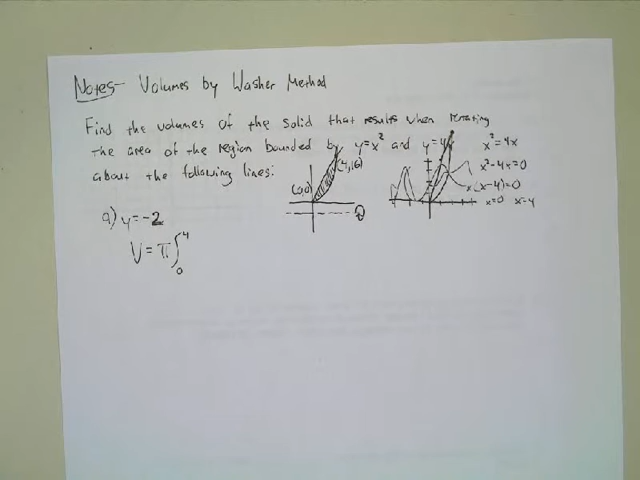 Notes- Volumes by Washer Method
Find the volumes of the solid that results when rotating
the area of the region bounded by y=x² and y=4x
about the following lines:
(0,0)
(4,16)
x²=4x
x²-4x=0
x(x-4)=0
x=0 x=4
a) y=-2
V=π∫₀⁴